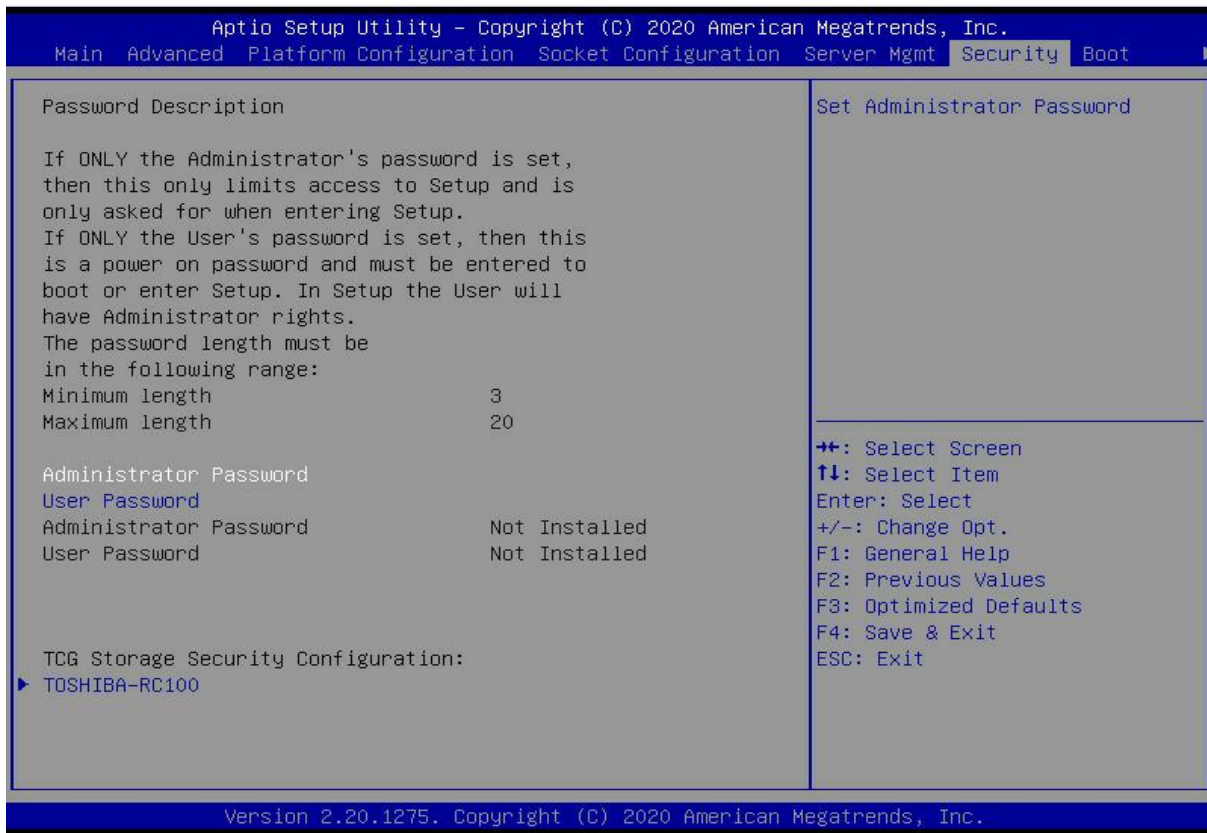 Aptio Setup Utility – Copyright (C) 2020 American Megatrends, Inc.
Main Advanced Platform Configuration Socket Configuration Server Mgmt Security Boot
Password Description
Set Administrator Password
If ONLY the Administrator's password is set,
then this only limits access to Setup and is
only asked for when entering Setup.
If ONLY the User's password is set, then this
is a power on password and must be entered to
boot or enter Setup. In Setup the User will
have Administrator rights.
The password length must be
in the following range:
Minimum length 3
Maximum length 20
Administrator Password
User Password
Administrator Password Not Installed
User Password Not Installed
TCG Storage Security Configuration:
TOSHIBA-RC100
→←: Select Screen
↑↓: Select Item
Enter: Select
+/-: Change Opt.
F1: General Help
F2: Previous Values
F3: Optimized Defaults
F4: Save & Exit
ESC: Exit
Version 2.20.1275. Copyright (C) 2020 American Megatrends, Inc.